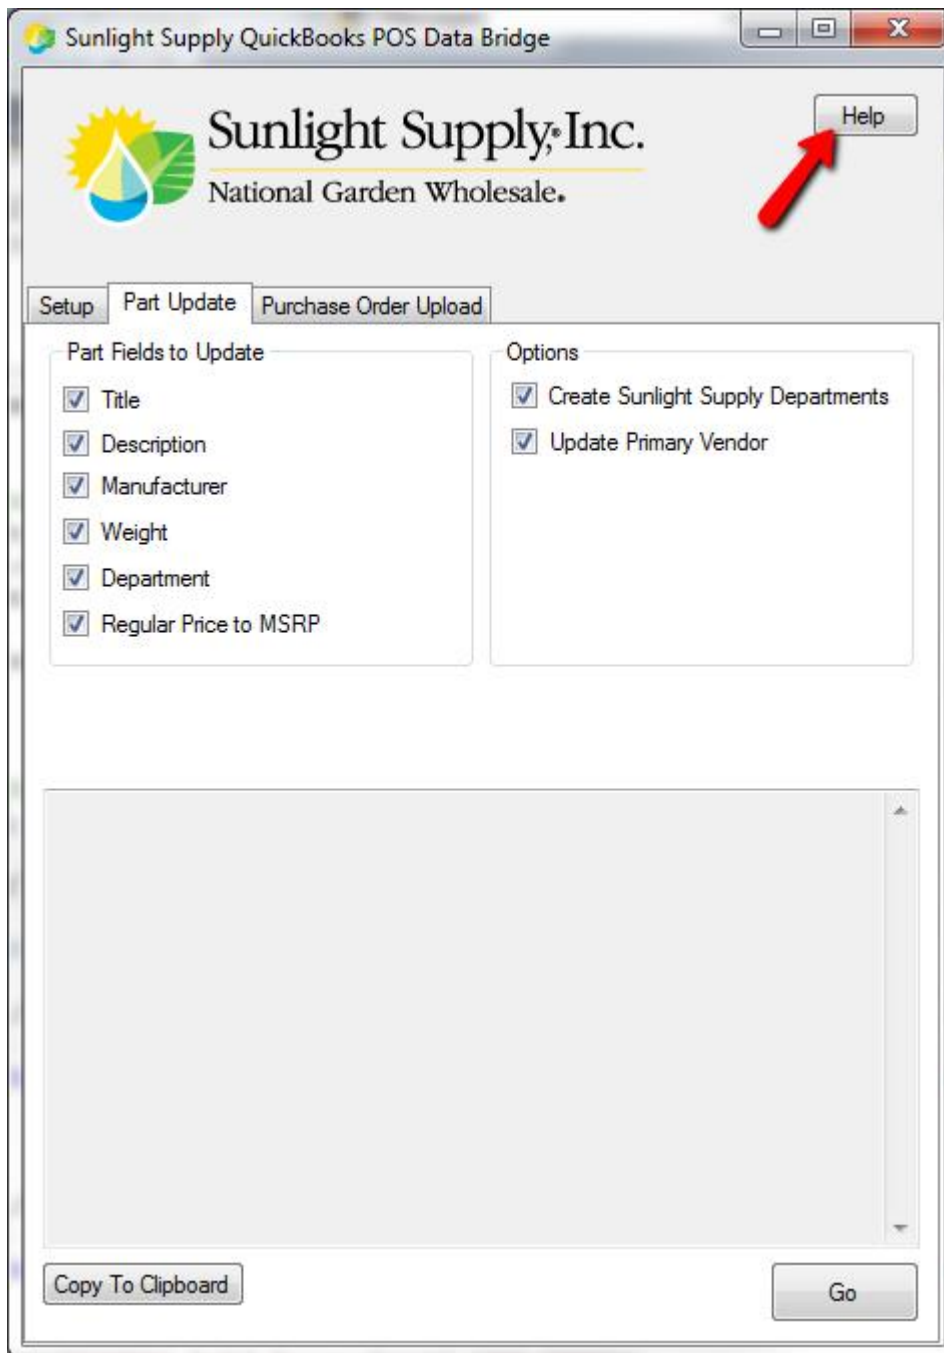 Sunlight Supply QuickBooks POS Data Bridge
Sunlight Supply, Inc.
National Garden Wholesale.
Help
Setup
Part Update
Purchase Order Upload
Part Fields to Update
Title
Description
Manufacturer
Weight
Department
Regular Price to MSRP
Options
Create Sunlight Supply Departments
Update Primary Vendor
Copy To Clipboard
Go